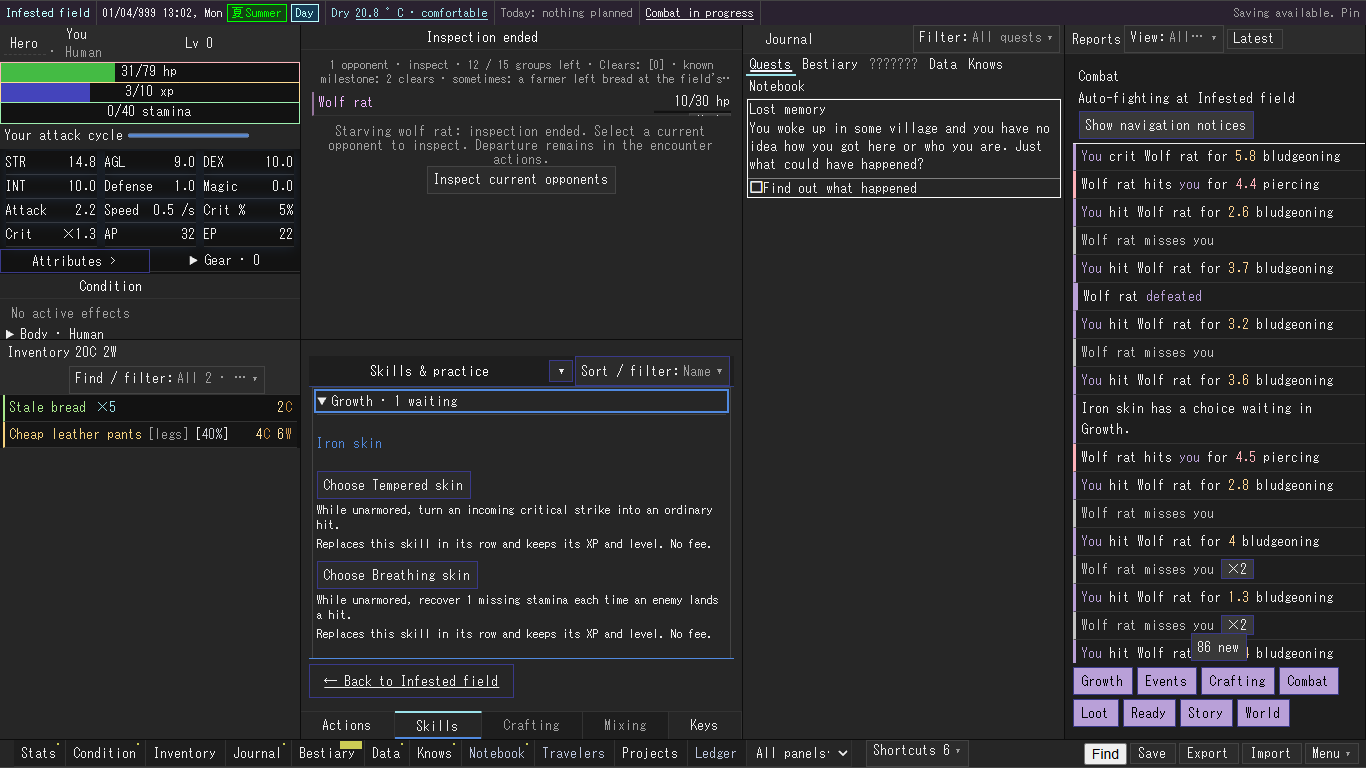 Infested field 01/04/999 13:02, Mon 夏Summer Day Dry 20.8 ° C · comfortable Today: nothing planned Combat in progress Saving available. Pin
Hero You · Human Lv 0
31/79 hp
3/10 xp
0/40 stamina
Your attack cycle
STR 14.8 AGL 9.0 DEX 10.0
INT 10.0 Defense 1.0 Magic 0.0
Attack 2.2 Speed 0.5 /s Crit % 5%
Crit ×1.3 AP 32 EP 22
Attributes > ▶ Gear · 0
Condition
No active effects
▶ Body · Human
Inventory 20C 2W
Find / filter: All 2 · … ▾
Stale bread ×5 2C
Cheap leather pants [legs] [40%] 4C 6W
Inspection ended
1 opponent · inspect · 12 / 15 groups left · Clears: [0] · known
milestone: 2 clears · sometimes: a farmer left bread at the field's…
Wolf rat 10/30 hp
Starving wolf rat: inspection ended. Select a current
opponent to inspect. Departure remains in the encounter
actions.
Inspect current opponents
Skills & practice ▾ Sort / filter: Name ▾
▼ Growth · 1 waiting
Iron skin
Choose Tempered skin
While unarmored, turn an incoming critical strike into an ordinary
hit.
Replaces this skill in its row and keeps its XP and level. No fee.
Choose Breathing skin
While unarmored, recover 1 missing stamina each time an enemy lands
a hit.
Replaces this skill in its row and keeps its XP and level. No fee.
← Back to Infested field
Actions Skills Crafting Mixing Keys
Journal Filter: All quests ▾
Quests Bestiary ??????? Data Knows
Notebook
Lost memory
You woke up in some village and you have no
idea how you got here or who you are. Just
what could have happened?
Find out what happened
Reports View: All… ▾ Latest
Combat
Auto-fighting at Infested field
Show navigation notices
You crit Wolf rat for 5.8 bludgeoning
Wolf rat hits you for 4.4 piercing
You hit Wolf rat for 2.6 bludgeoning
Wolf rat misses you
You hit Wolf rat for 3.7 bludgeoning
Wolf rat defeated
You hit Wolf rat for 3.2 bludgeoning
Wolf rat misses you
You hit Wolf rat for 3.6 bludgeoning
Iron skin has a choice waiting in
Growth.
Wolf rat hits you for 4.5 piercing
You hit Wolf rat for 2.8 bludgeoning
Wolf rat misses you
You hit Wolf rat for 4 bludgeoning
Wolf rat misses you ×2
You hit Wolf rat for 1.3 bludgeoning
Wolf rat misses you ×2
86 new
You hit Wolf rat bludgeoning
Growth Events Crafting Combat
Loot Ready Story World
Stats Condition Inventory Journal Bestiary Data Knows Notebook Travelers Projects Ledger All panels· Shortcuts 6 ▾ Find Save Export Import Menu ▾